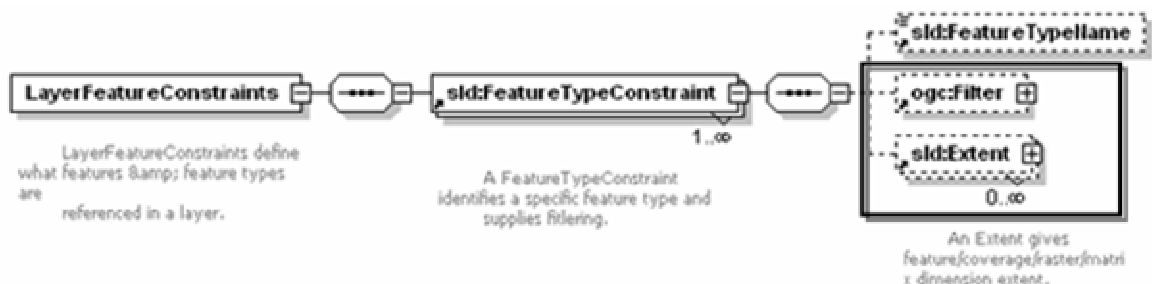 sld:FeatureTypeName
LayerFeatureConstraints
sld:FeatureTypeConstraint
ogc:Filter
1..∞
LayerFeatureConstraints define
what features &amp; feature types
are
referenced in a layer.
sld:Extent
A FeatureTypeConstraint
identifies a specific feature type and
supplies fitlering.
0..∞
An Extent gives
feature/coverage/raster/matri
x dimension extent.